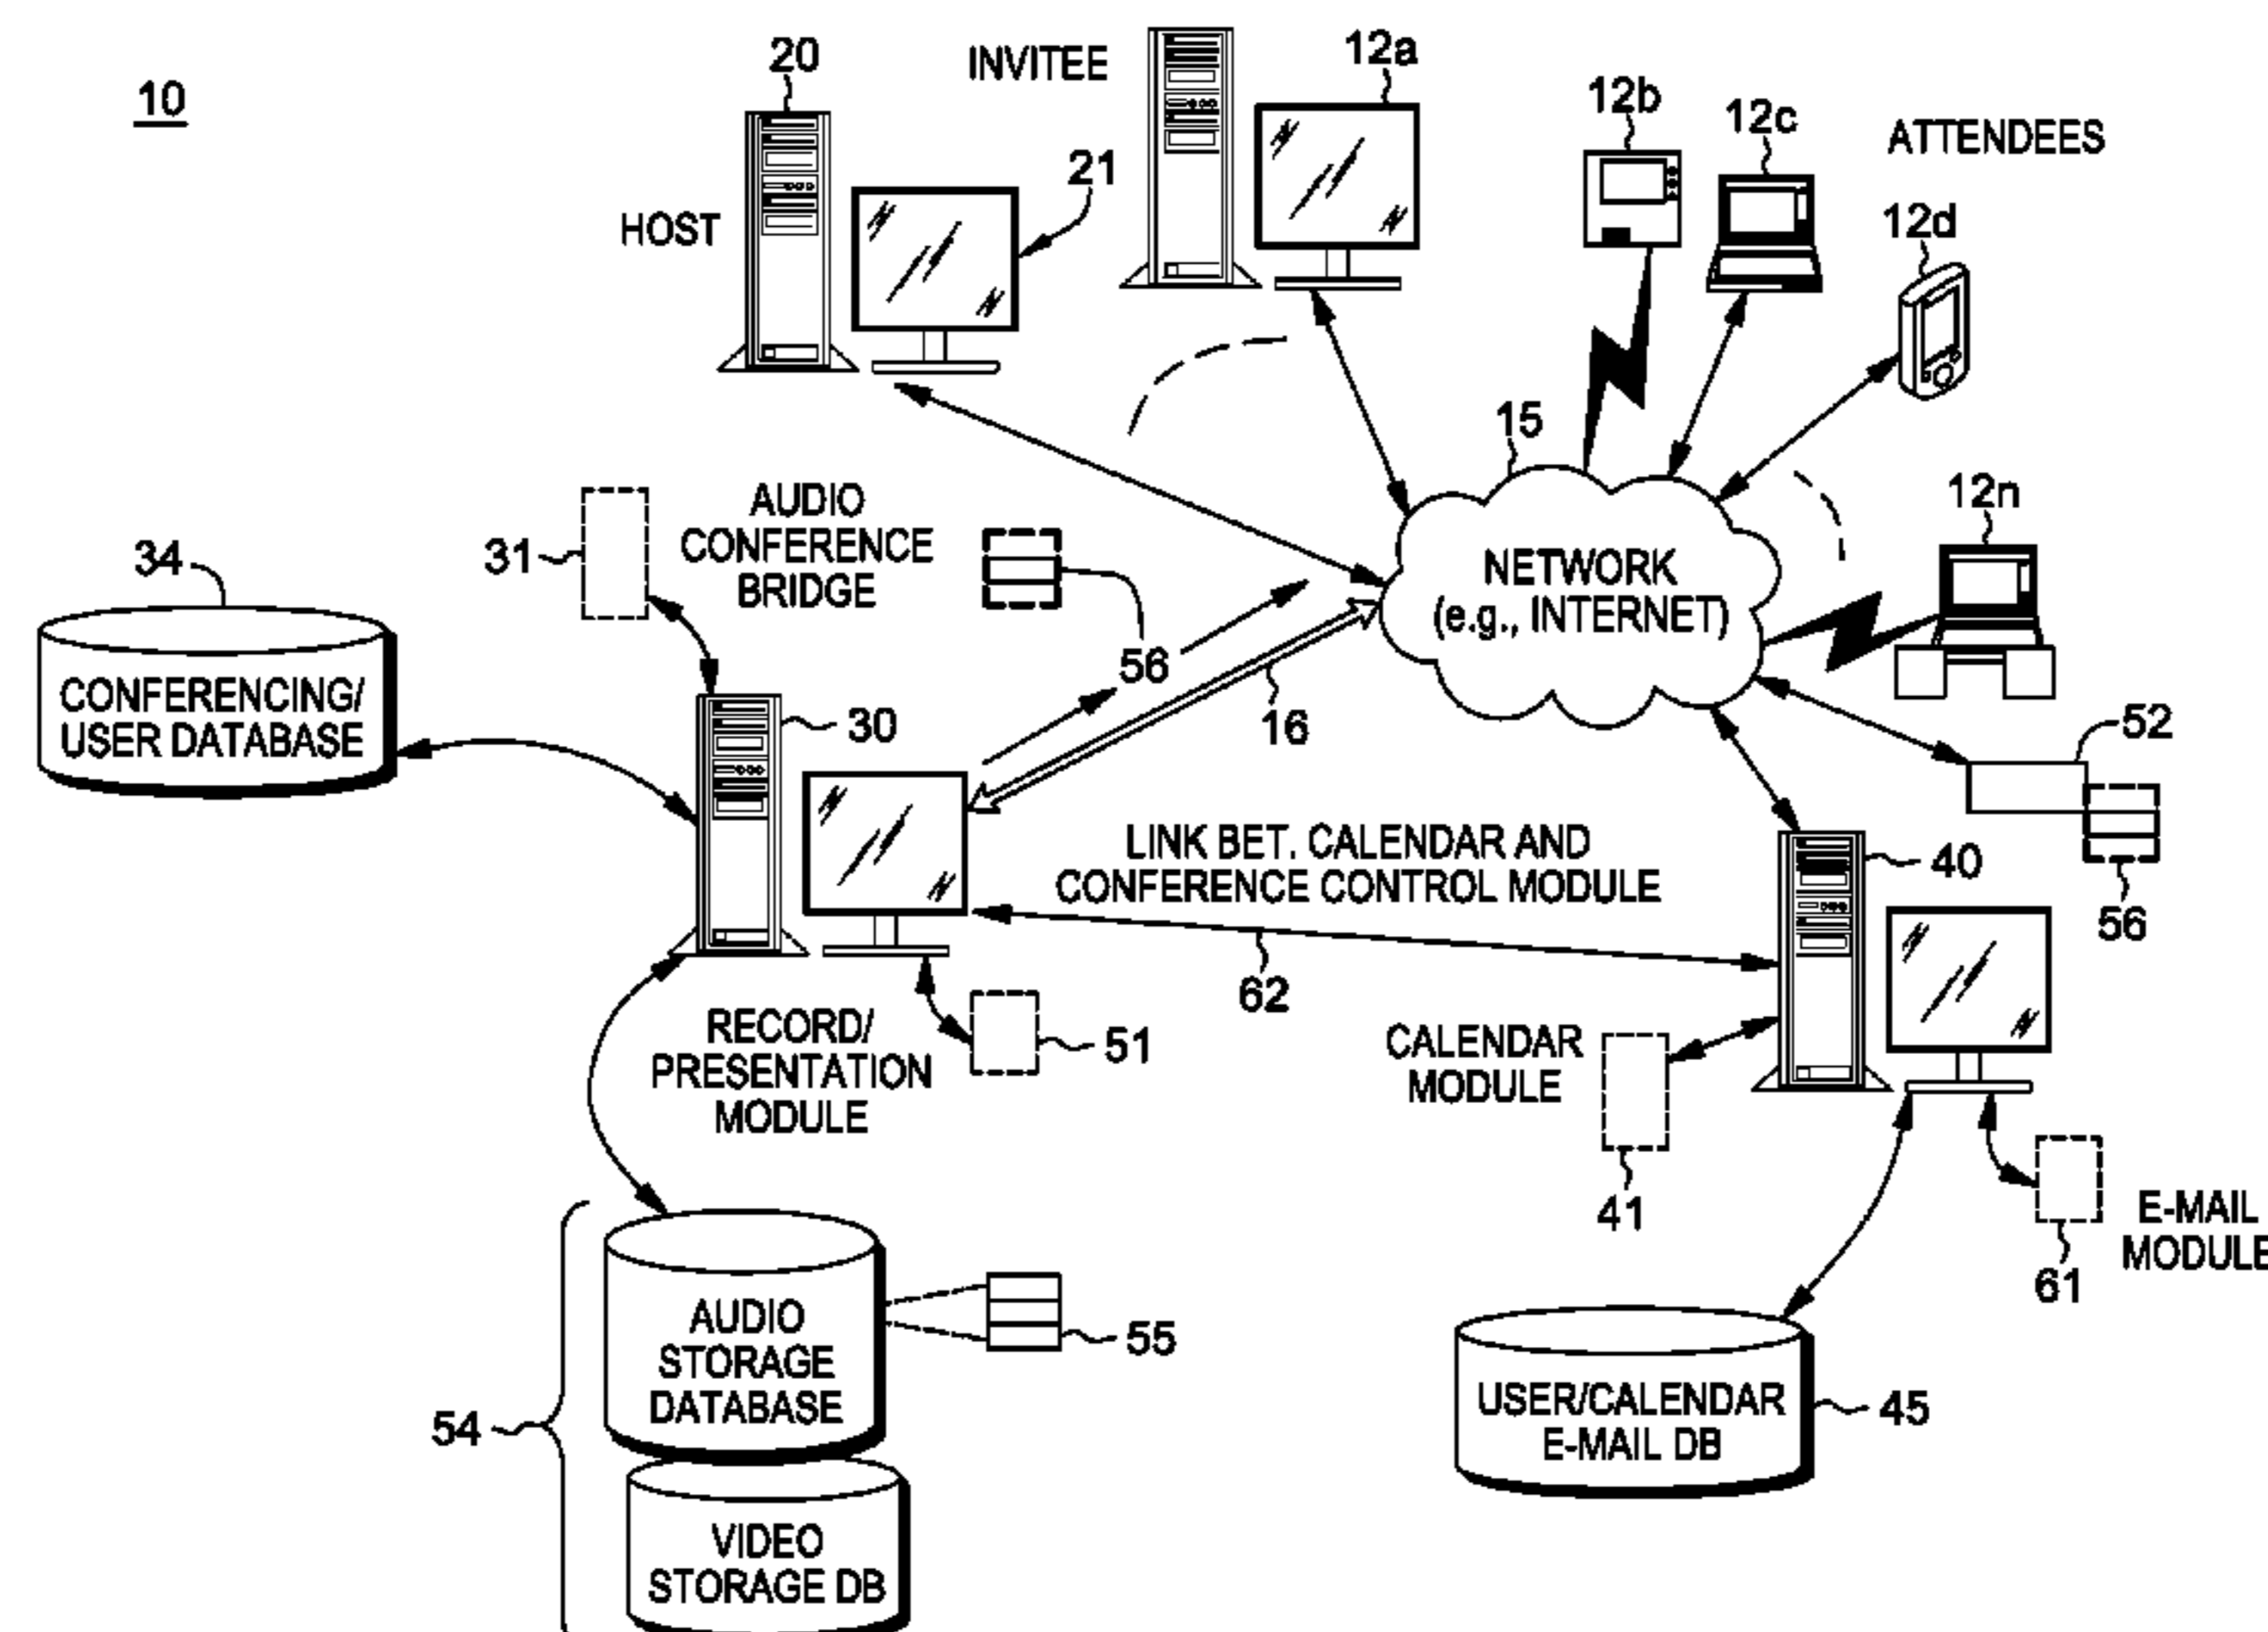 10
20
INVITEE
12a
12b
12c
ATTENDEES
HOST
21
12d
15
12n
34
31
AUDIO
CONFERENCE
BRIDGE
56
NETWORK
(e.g., INTERNET)
CONFERENCING/
USER DATABASE
30
16
52
LINK BET. CALENDAR AND
CONFERENCE CONTROL MODULE
40
56
62
RECORD/
PRESENTATION
MODULE
51
CALENDAR
MODULE
41
E-MAIL
MODULE
61
AUDIO
STORAGE
DATABASE
55
54
USER/CALENDAR
E-MAIL DB
45
VIDEO
STORAGE DB